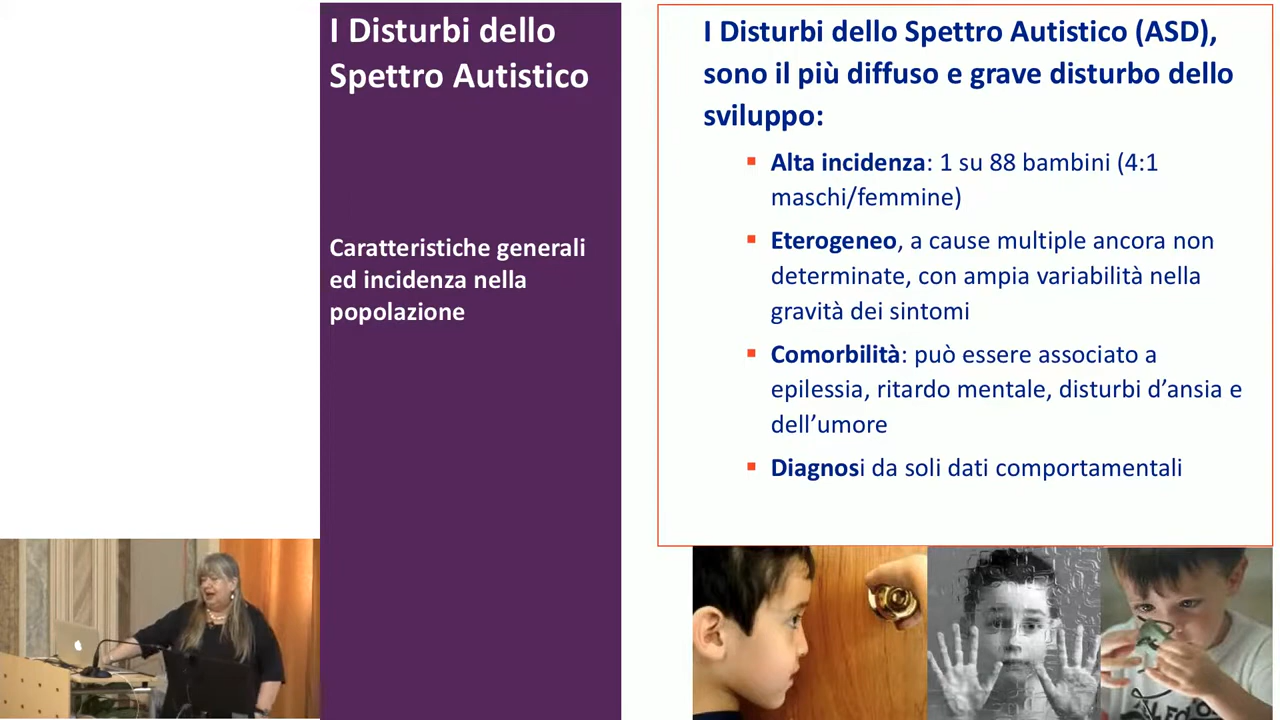 I Disturbi dello
Spettro Autistico
Caratteristiche generali
ed incidenza nella
popolazione
I Disturbi dello Spettro Autistico (ASD),
sono il più diffuso e grave disturbo dello
sviluppo:
Alta incidenza: 1 su 88 bambini (4:1
maschi/femmine)
Eterogeneo, a cause multiple ancora non
determinate, con ampia variabilità nella
gravità dei sintomi
Comorbilità: può essere associato a
epilessia, ritardo mentale, disturbi d’ansia e
dell’umore
Diagnosi da soli dati comportamentali